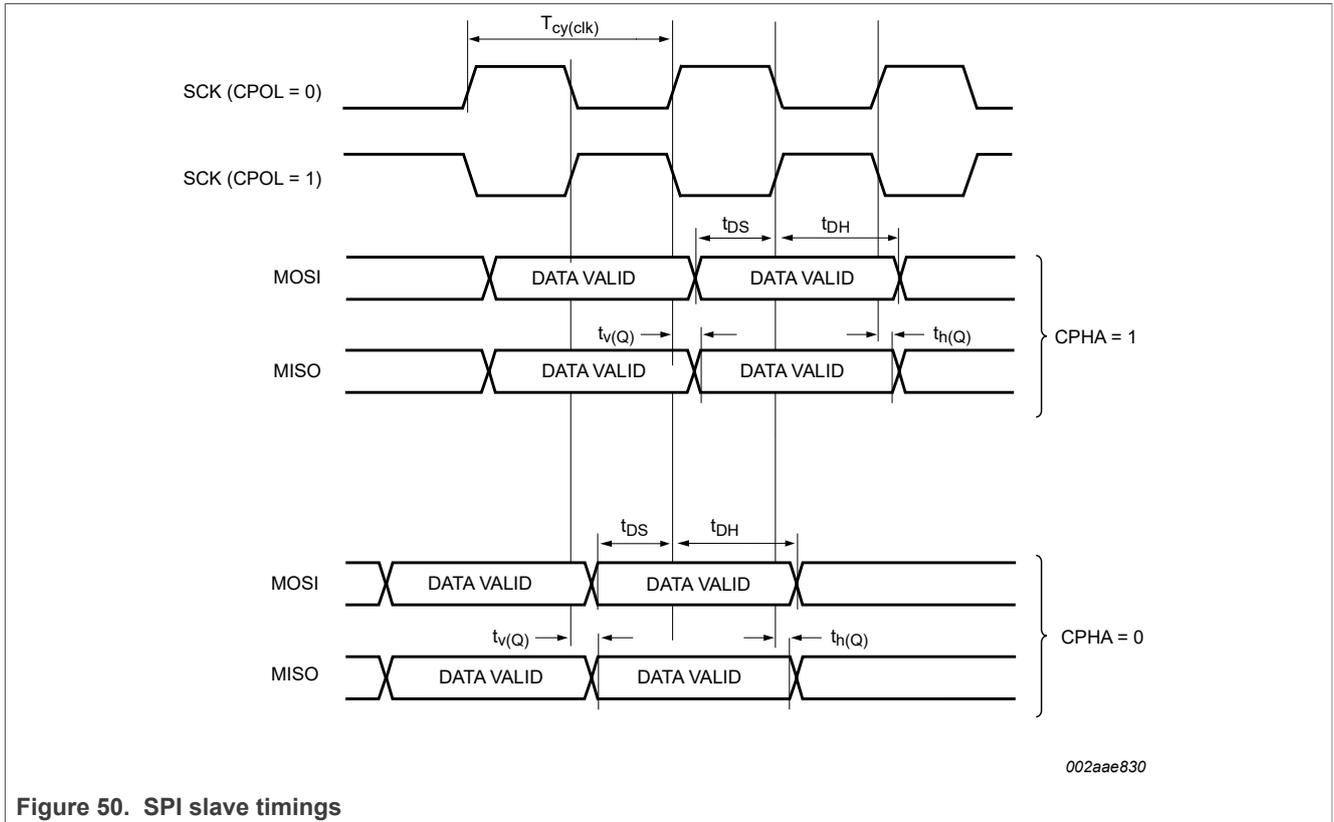 Tcy(clk)
SCK (CPOL = 0)
SCK (CPOL = 1)
tDS
tDH
MOSI
DATA VALID
DATA VALID
tv(Q)
th(Q)
CPHA = 1
MISO
DATA VALID
DATA VALID
tDS
tDH
MOSI
DATA VALID
DATA VALID
tv(Q)
th(Q)
CPHA = 0
MISO
DATA VALID
DATA VALID
002aae830
Figure 50. SPI slave timings